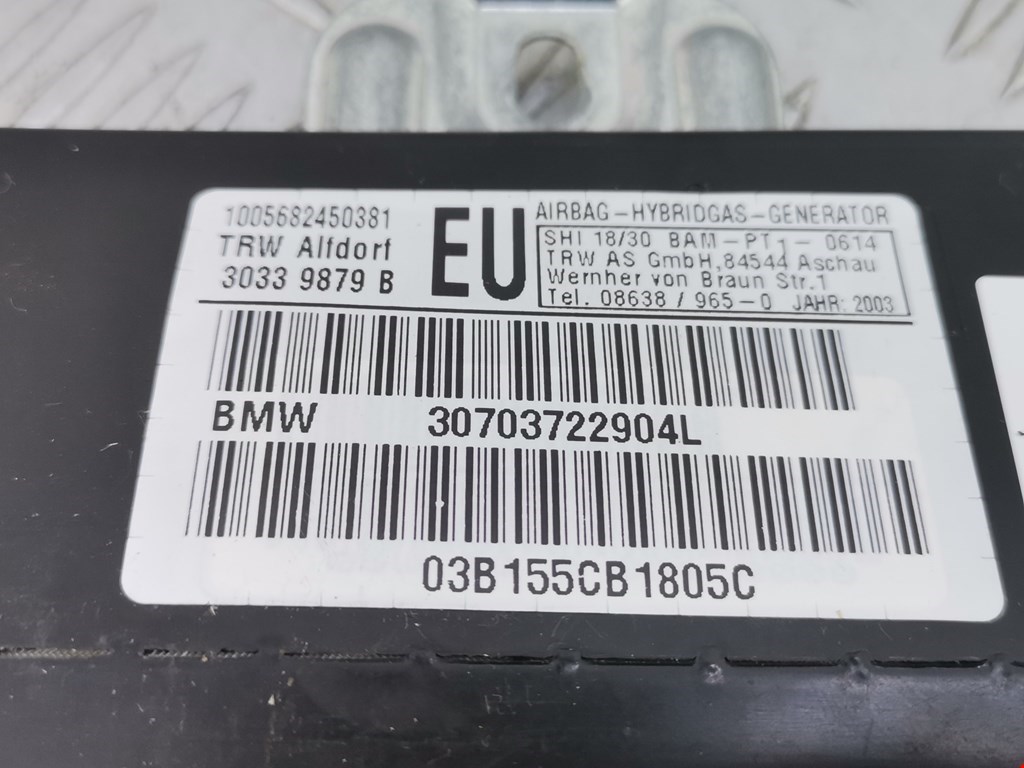 1005682450381
TRW Alfdorf
3033 9879 B
EU
AIRBAG-HYBRIDGAS-GENERATOR
SHI 18/30 BAM-PT1-0614
TRW AS GmbH,84544 Aschau
Wernher von Braun Str.1
Tel. 08638/965-0 JAHR: 2003
BMW 30703722904L
03B155CB1805C